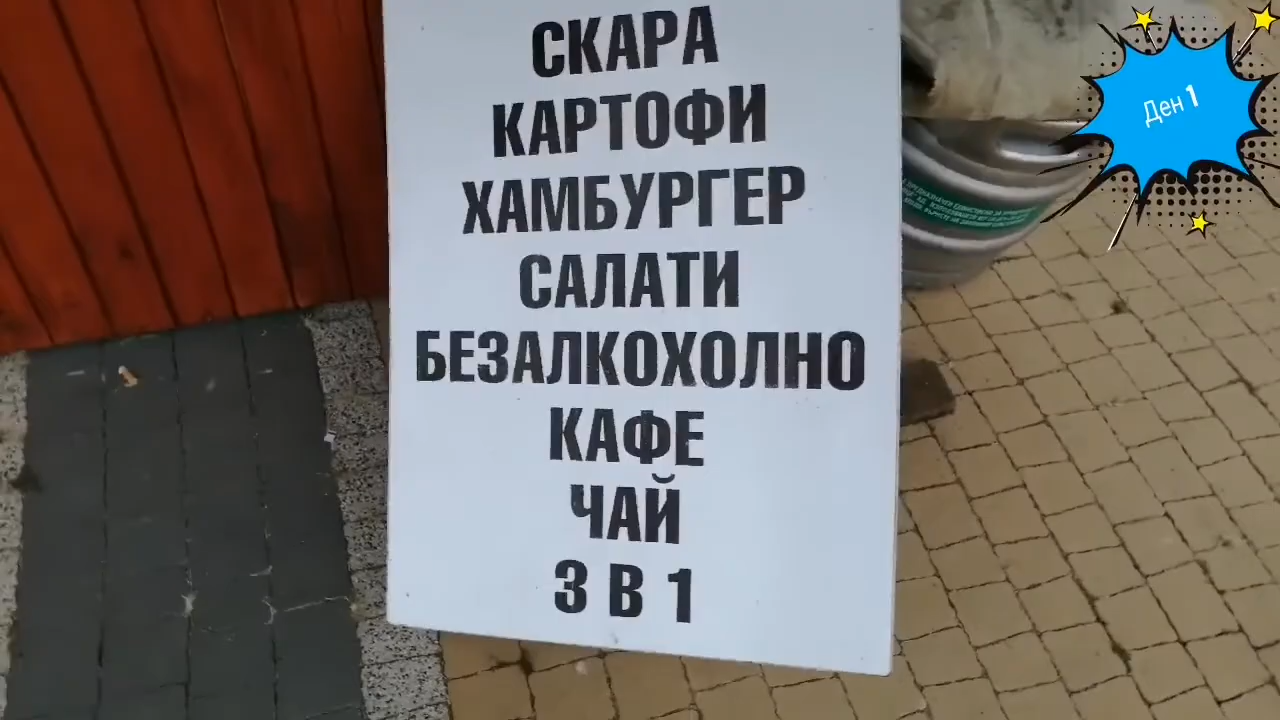 СКАРА
КАРТОФИ
ХАМБУРГЕР
САЛАТИ
БЕЗАЛКОХОЛНО
КАФЕ
ЧАЙ
3 В 1
Ден 1